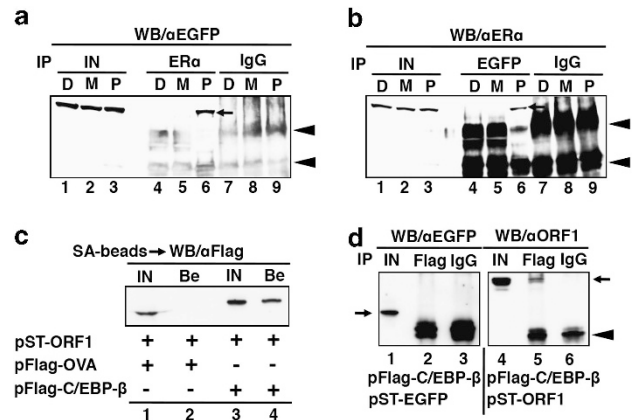 a
WB/αEGFP
IP IN ERα IgG
D M P D M P D M P
1 2 3 4 5 6 7 8 9
b
WB/αERα
IP IN EGFP IgG
D M P D M P D M P
1 2 3 4 5 6 7 8 9
c
SA-beads→WB/αFlag
IN Be IN Be
pST-ORF1 + + + +
pFlag-OVA + + - -
pFlag-C/EBP-β - - + +
1 2 3 4
d
WB/αEGFP WB/αORF1
IP IN Flag IgG IN Flag IgG
1 2 3 4 5 6
pFlag-C/EBP-β pFlag-C/EBP-β
pST-EGFP pST-ORF1